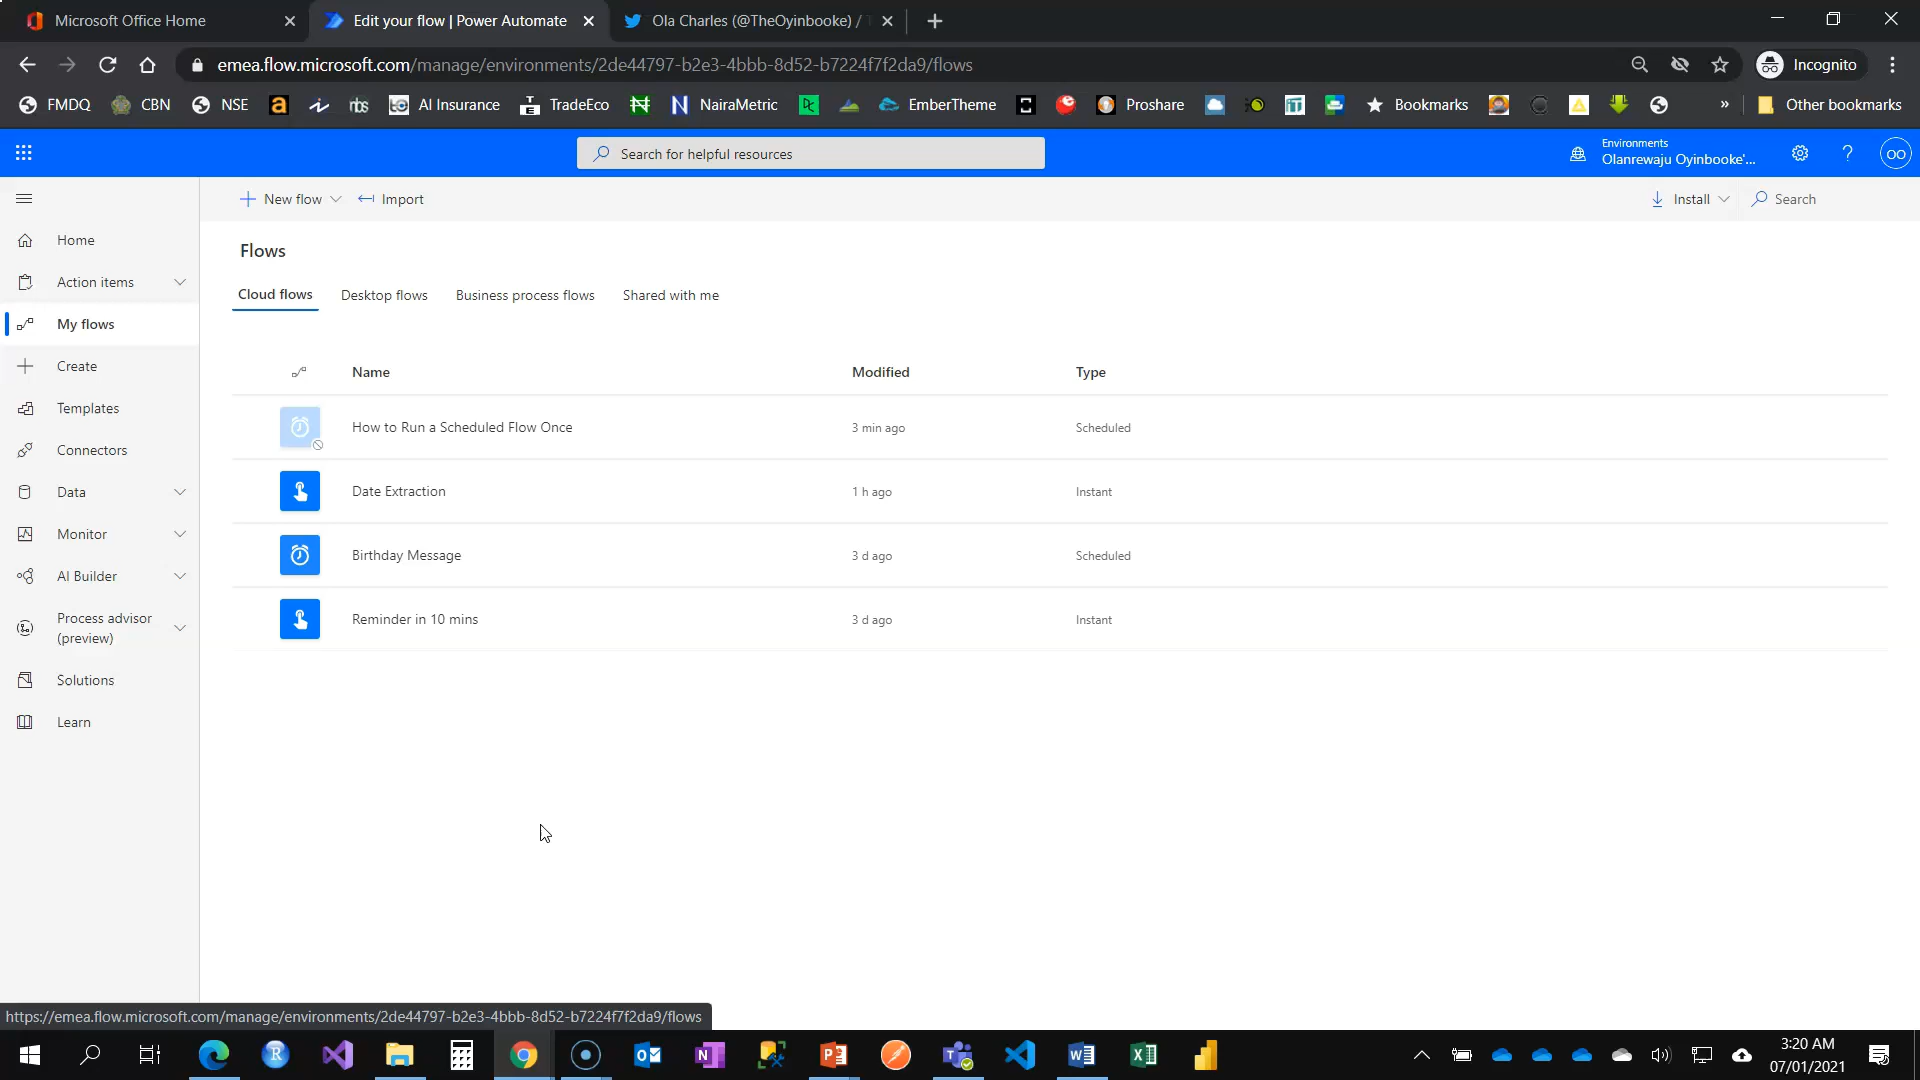 Microsoft Office Home
Edit your flow | Power Automate
Ola Charles (@TheOyinbooke) /
emea.flow.microsoft.com/manage/environments/2de44797-b2e3-4bbb-8d52-b7224f7f2da9/flows
Incognito
FMDQ
CBN
NSE
AI Insurance
TradeEco
NairaMetric
EmberTheme
Proshare
Bookmarks
»
Other bookmarks
Search for helpful resources
Environments
Olanrewaju Oyinbooke'...
OO
New flow
Import
Install
Search
Home
Action items
My flows
Create
Templates
Connectors
Data
Monitor
AI Builder
Process advisor
(preview)
Solutions
Learn
Flows
Cloud flows
Desktop flows
Business process flows
Shared with me
Name
Modified
Type
How to Run a Scheduled Flow Once
3 min ago
Scheduled
Date Extraction
1 h ago
Instant
Birthday Message
3 d ago
Scheduled
Reminder in 10 mins
3 d ago
Instant
https://emea.flow.microsoft.com/manage/environments/2de44797-b2e3-4bbb-8d52-b7224f7f2da9/flows
3:20 AM
07/01/2021